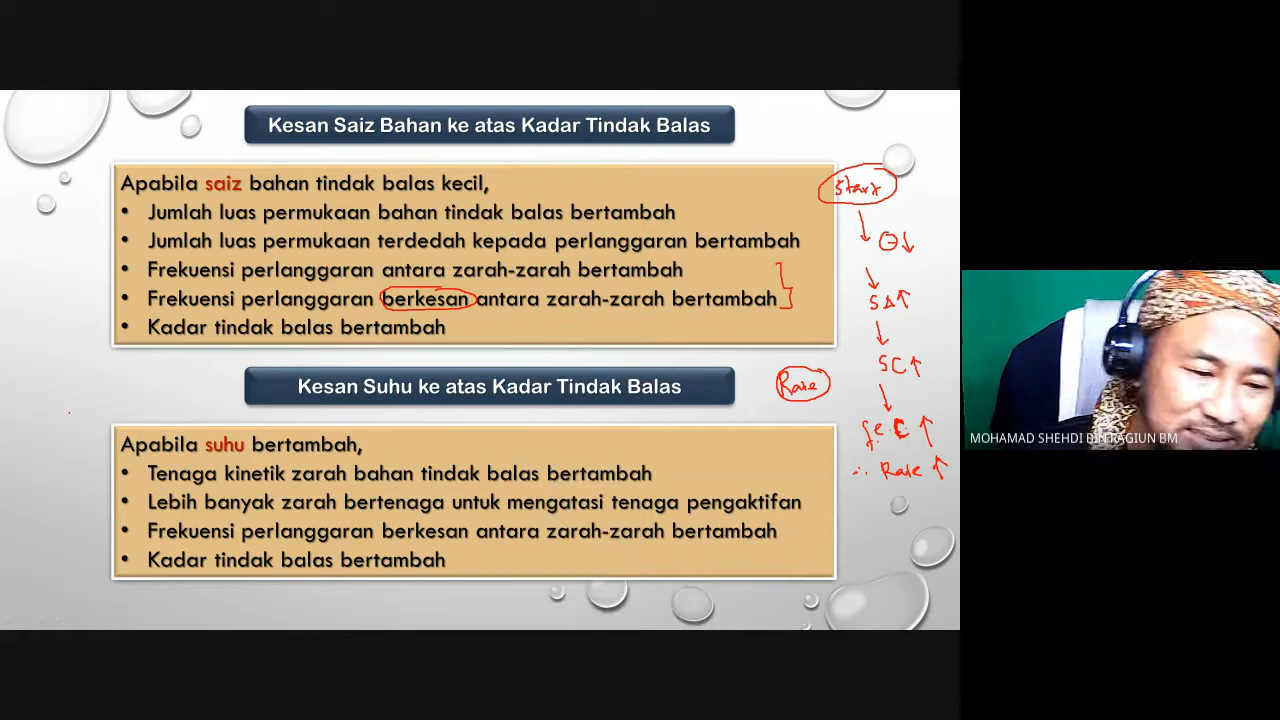 Kesan Saiz Bahan ke atas Kadar Tindak Balas
Apabila saiz bahan tindak balas kecil,
• Jumlah luas permukaan bahan tindak balas bertambah
• Jumlah luas permukaan terdedah kepada perlanggaran bertambah
• Frekuensi perlanggaran antara zarah-zarah bertambah
• Frekuensi perlanggaran berkesan antara zarah-zarah bertambah
• Kadar tindak balas bertambah
Kesan Suhu ke atas Kadar Tindak Balas
Apabila suhu bertambah,
• Tenaga kinetik zarah bahan tindak balas bertambah
• Lebih banyak zarah bertenaga untuk mengatasi tenaga pengaktifan
• Frekuensi perlanggaran berkesan antara zarah-zarah bertambah
• Kadar tindak balas bertambah
Start
↓
↓
SA↑
↓
SC↑
↓
f.e.c ↑
∴ Rate ↑
Rate
MOHAMAD SHEHDI BIN RAGIUN BM